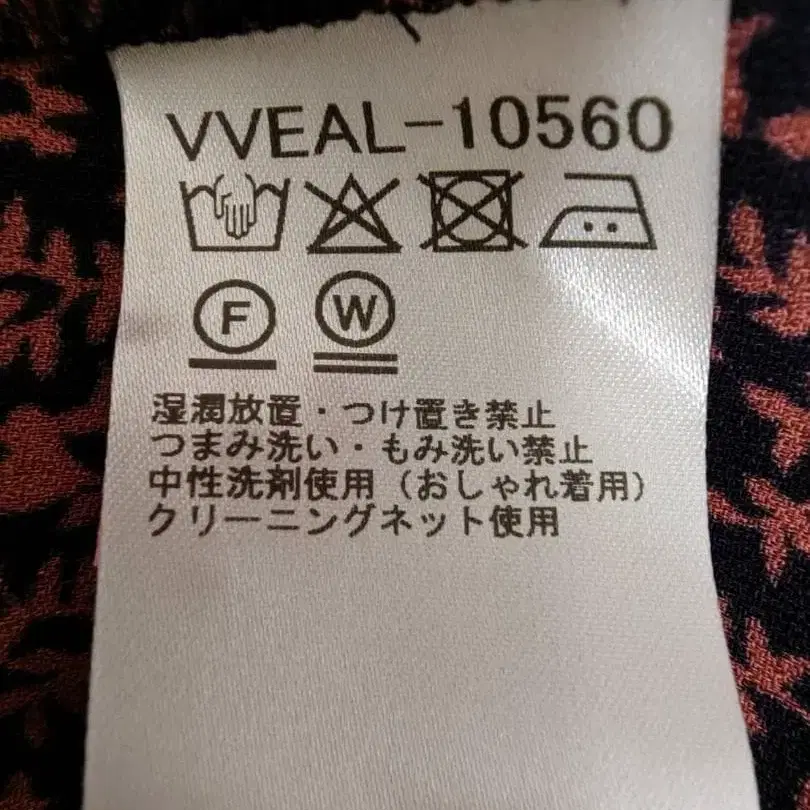 VVEAL-10560
F W
湿潤放置・つけ置き禁止
つまみ洗い・もみ洗い禁止
中性洗剤使用（おしゃれ着用）
クリーニングネット使用